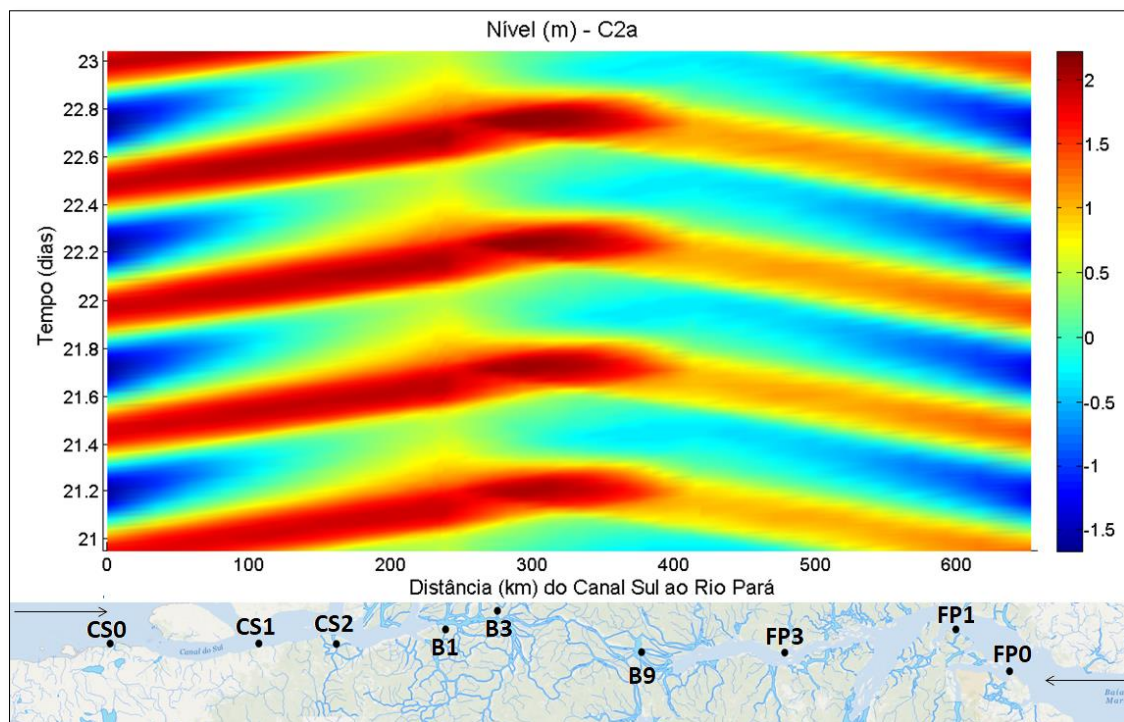 Nível (m) - C2a
23
22.8
22.6
22.4
22.2
22
21.8
21.6
21.4
21.2
21
Tempo (dias)
0
100
200
300
400
500
600
Distância (km) do Canal Sul ao Rio Pará
2
1.5
1
0.5
0
-0.5
-1
-1.5
CS0
CS1
CS2
B1
B3
B9
FP3
FP1
FP0
Canal do Sul